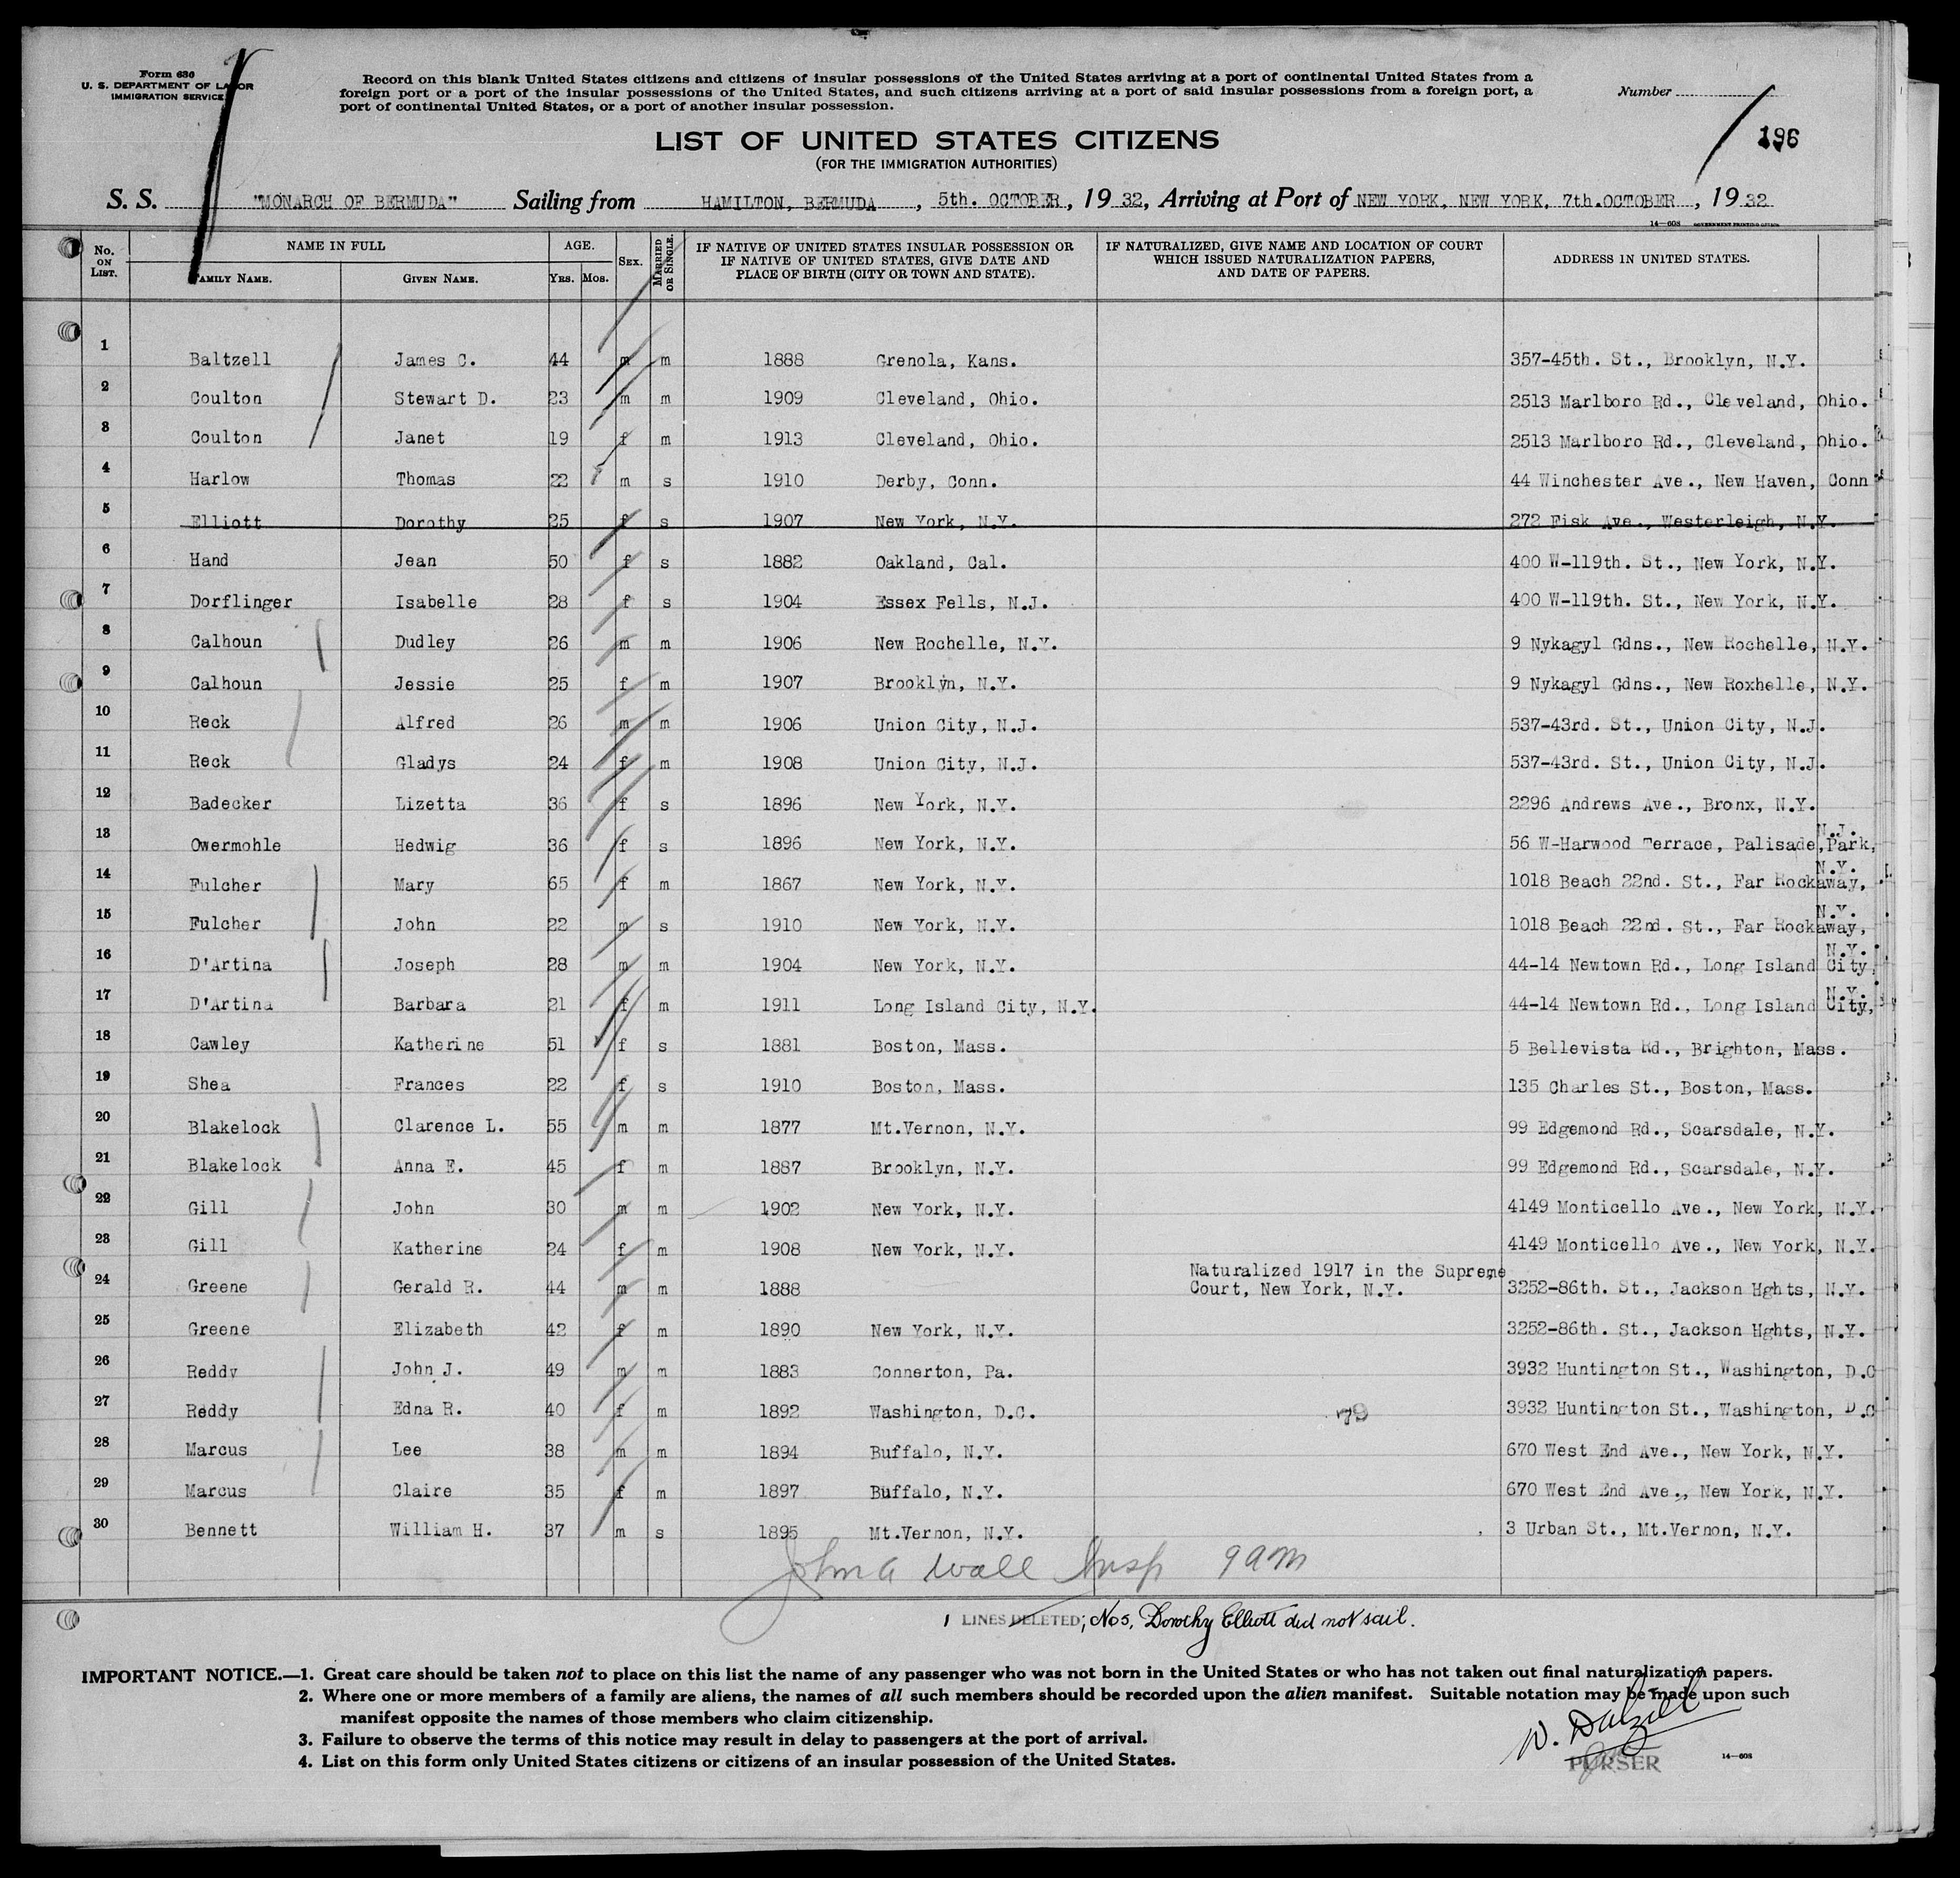 Form 630
U. S. DEPARTMENT OF LABOR
IMMIGRATION SERVICE
Record on this blank United States citizens and citizens of insular possessions of the United States arriving at a port of continental United States from a
foreign port or a port of the insular possessions of the United States, and such citizens arriving at a port of said insular possessions from a foreign port, a
port of continental United States, or a port of another insular possession.
Number
196
LIST OF UNITED STATES CITIZENS
(FOR THE IMMIGRATION AUTHORITIES)
S. S. "MONARCH OF BERMUDA" Sailing from HAMILTON, BERMUDA, 5th. OCTOBER, 19 32, Arriving at Port of NEW YORK, NEW YORK, 7th.OCTOBER, 19 32
14—608 GOVERNMENT PRINTING OFFICE
No. ON LIST. NAME IN FULL AGE. SEX. MARRIED OR SINGLE. IF NATIVE OF UNITED STATES INSULAR POSSESSION OR IF NATIVE OF UNITED STATES, GIVE DATE AND PLACE OF BIRTH (CITY OR TOWN AND STATE). IF NATURALIZED, GIVE NAME AND LOCATION OF COURT WHICH ISSUED NATURALIZATION PAPERS, AND DATE OF PAPERS. ADDRESS IN UNITED STATES.
FAMILY NAME. GIVEN NAME. YRS. MOS.
1 Baltzell James C. 44 m m 1888 Grenola, Kans. 357-45th. St., Brooklyn, N.Y.
2 Coulton Stewart D. 23 m m 1909 Cleveland, Ohio. 2513 Marlboro Rd., Cleveland, Ohio.
3 Coulton Janet 19 f m 1913 Cleveland, Ohio. 2513 Marlboro Rd., Cleveland, Ohio.
4 Harlow Thomas 22 m s 1910 Derby, Conn. 44 Winchester Ave., New Haven, Conn
5 Elliott Dorothy 25 f s 1907 New York, N.Y. 272 Fisk Ave., Westerleigh, N.Y.
6 Hand Jean 50 f s 1882 Oakland, Cal. 400 W-119th. St., New York, N.Y.
7 Dorflinger Isabelle 28 f s 1904 Essex Fells, N.J. 400 W-119th. St., New York, N.Y.
8 Calhoun Dudley 26 m m 1906 New Rochelle, N.Y. 9 Nykagyl Gdns., New Rochelle, N.Y.
9 Calhoun Jessie 25 f m 1907 Brooklyn, N.Y. 9 Nykagyl Gdns., New Roxhelle, N.Y.
10 Reck Alfred 26 m m 1906 Union City, N.J. 537-43rd. St., Union City, N.J.
11 Reck Gladys 24 f m 1908 Union City, N.J. 537-43rd. St., Union City, N.J.
12 Badecker Lizetta 36 f s 1896 New York, N.Y. 2296 Andrews Ave., Bronx, N.Y.
13 Owermohle Hedwig 36 f s 1896 New York, N.Y. 56 W-Harwood Terrace, Palisade,Park, N.J.
14 Fulcher Mary 65 f m 1867 New York, N.Y. 1018 Beach 22nd. St., Far Rockaway, N.Y.
15 Fulcher John 22 m s 1910 New York, N.Y. 1018 Beach 22nd. St., Far Rockaway, N.Y.
16 D'Artina Joseph 28 m m 1904 New York, N.Y. 44-14 Newtown Rd., Long Island City, N.Y.
17 D'Artina Barbara 21 f m 1911 Long Island City, N.Y. 44-14 Newtown Rd., Long Island City, N.Y.
18 Cawley Katherine 51 f s 1881 Boston, Mass. 5 Bellevista Rd., Brighton, Mass.
19 Shea Frances 22 f s 1910 Boston, Mass. 135 Charles St., Boston, Mass.
20 Blakelock Clarence L. 55 m m 1877 Mt.Vernon, N.Y. 99 Edgemond Rd., Scarsdale, N.Y.
21 Blakelock Anna E. 45 f m 1887 Brooklyn, N.Y. 99 Edgemond Rd., Scarsdale, N.Y.
22 Gill John 30 m m 1902 New York, N.Y. 4149 Monticello Ave., New York, N.Y.
23 Gill Katherine 24 f m 1908 New York, N.Y. 4149 Monticello Ave., New York, N.Y.
24 Greene Gerald R. 44 m m 1888 Naturalized 1917 in the Supreme Court, New York, N.Y. 3252-86th. St., Jackson Hghts, N.Y.
25 Greene Elizabeth 42 f m 1890 New York, N.Y. 3252-86th. St., Jackson Hghts, N.Y.
26 Reddy John J. 49 m m 1883 Connerton, Pa. 3932 Huntington St., Washington, D.C
27 Reddy Edna R. 40 f m 1892 Washington, D.C. 79 3932 Huntington St., Washington, D.C
28 Marcus Lee 38 m m 1894 Buffalo, N.Y. 670 West End Ave., New York, N.Y.
29 Marcus Claire 35 f m 1897 Buffalo, N.Y. 670 West End Ave., New York, N.Y.
30 Bennett William H. 37 m s 1895 Mt.Vernon, N.Y. 3 Urban St., Mt.Vernon, N.Y.
John A Wall Insp 9 am
1 LINES DELETED; No5, Dorothy Elliott did not sail.
IMPORTANT NOTICE.—1. Great care should be taken not to place on this list the name of any passenger who was not born in the United States or who has not taken out final naturalization papers.
2. Where one or more members of a family are aliens, the names of all such members should be recorded upon the alien manifest. Suitable notation may be made upon such
manifest opposite the names of those members who claim citizenship.
3. Failure to observe the terms of this notice may result in delay to passengers at the port of arrival.
4. List on this form only United States citizens or citizens of an insular possession of the United States.
W. Dalziell
PURSER
14—608